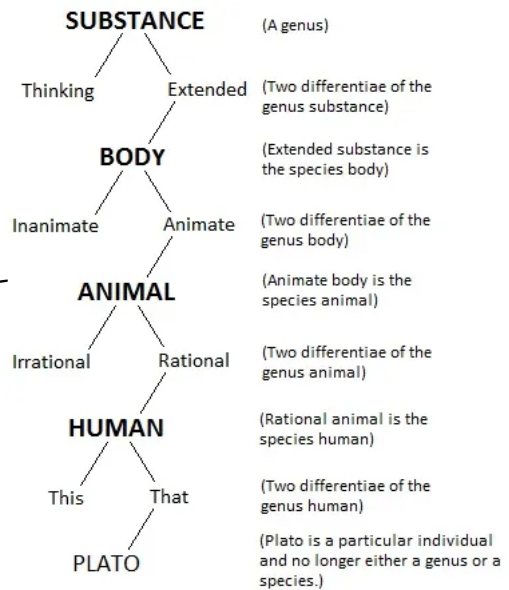 SUBSTANCE (A genus)
Thinking Extended (Two differentiae of the
genus substance)
BODY (Extended substance is
the species body)
Inanimate Animate (Two differentiae of the
genus body)
ANIMAL (Animate body is the
species animal)
Irrational Rational (Two differentiae of the
genus animal)
HUMAN (Rational animal is the
species human)
This That (Two differentiae of the
genus human)
PLATO (Plato is a particular individual
and no longer either a genus or a
species.)